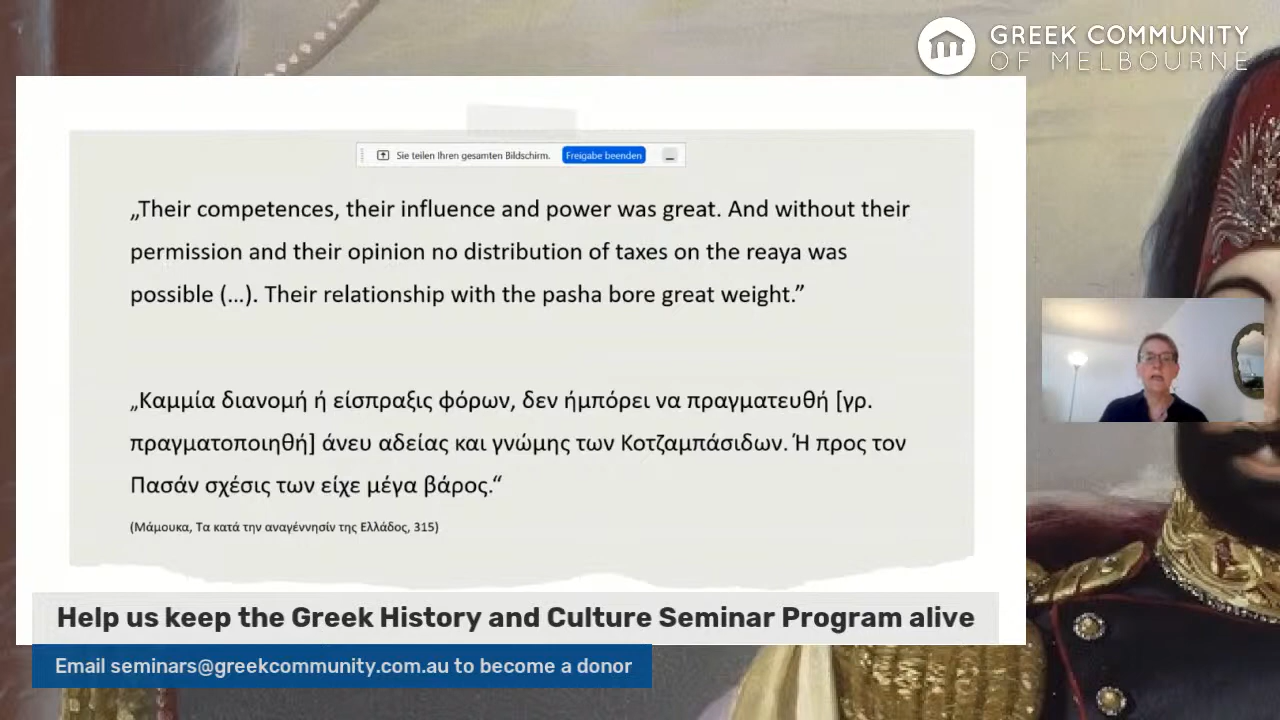 GREEK COMMUNITY
OF MELBOURNE
Sie teilen Ihren gesamten Bildschirm.
Freigabe beenden
„Their competences, their influence and power was great. And without their
permission and their opinion no distribution of taxes on the reaya was
possible (…). Their relationship with the pasha bore great weight.”
„Καμμία διανομή ή είσπραξις φόρων, δεν ήμπόρει να πραγματευθή [γρ.
πραγματοποιηθή] άνευ αδείας και γνώμης των Κοτζαμπάσιδων. Ή προς τον
Πασάν σχέσις των είχε μέγα βάρος.“
(Μάμουκα, Τα κατά την αναγέννησίν της Ελλάδος, 315)
Help us keep the Greek History and Culture Seminar Program alive
Email seminars@greekcommunity.com.au to become a donor